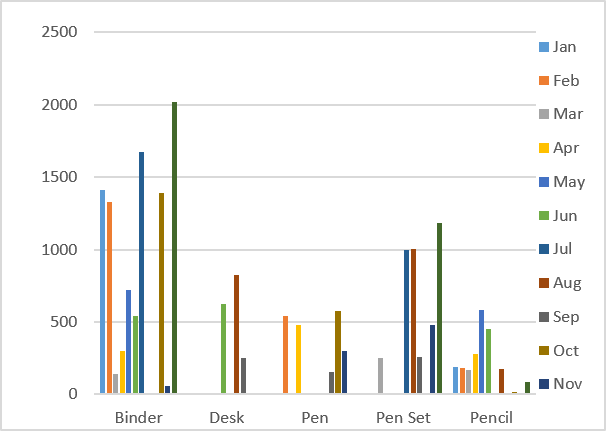 2500
2000
1500
1000
500
0
Binder Desk Pen Pen Set Pencil
Jan
Feb
Mar
Apr
May
Jun
Jul
Aug
Sep
Oct
Nov